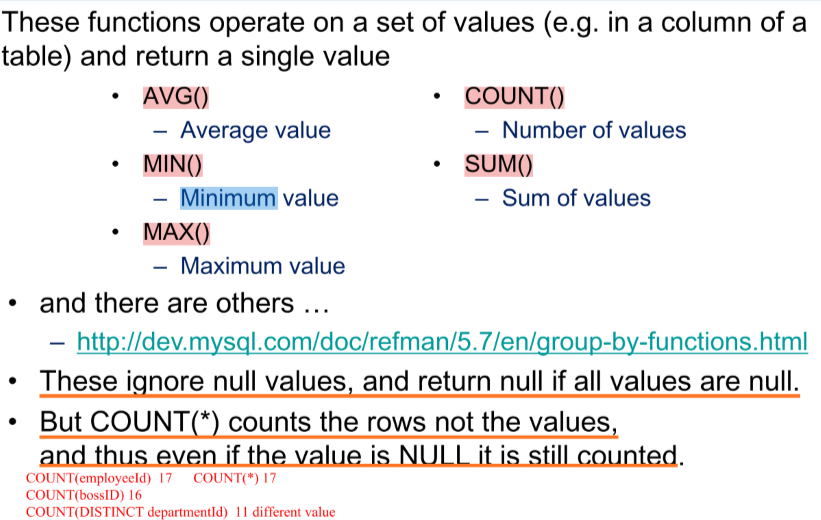 These functions operate on a set of values (e.g. in a column of a
table) and return a single value
• AVG()
– Average value
• MIN()
– Minimum value
• MAX()
– Maximum value
• COUNT()
– Number of values
• SUM()
– Sum of values
• and there are others …
– http://dev.mysql.com/doc/refman/5.7/en/group-by-functions.html
• These ignore null values, and return null if all values are null.
• But COUNT(*) counts the rows not the values,
and thus even if the value is NULL it is still counted.
COUNT(employeeId) 17 COUNT(*) 17
COUNT(bossID) 16
COUNT(DISTINCT departmentId) 11 different value